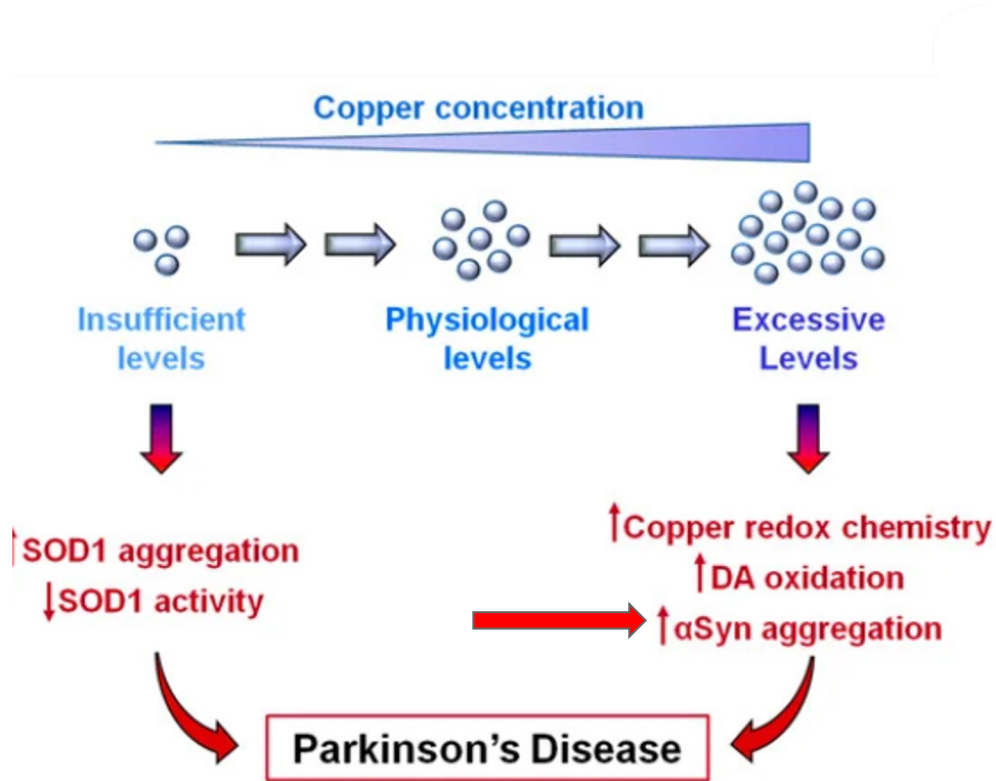 Copper concentration
Insufficient
levels
Physiological
levels
Excessive
Levels
↑SOD1 aggregation
↓SOD1 activity
↑Copper redox chemistry
↑DA oxidation
↑αSyn aggregation
Parkinson's Disease